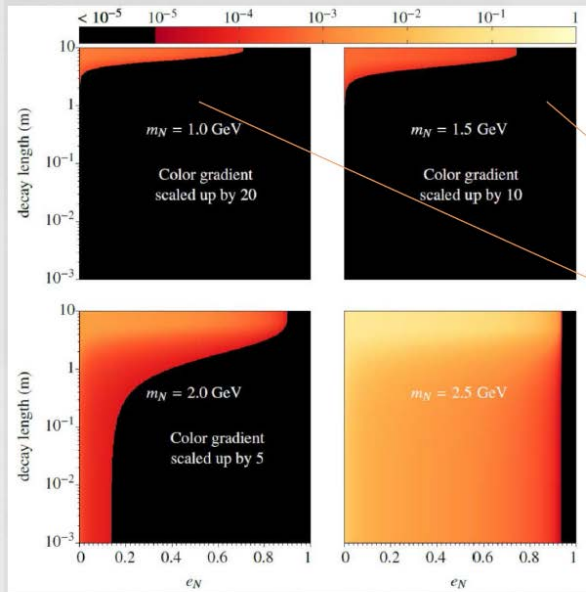 < 10⁻⁵ 10⁻⁵ 10⁻⁴ 10⁻³ 10⁻² 10⁻¹ 1
10
1
10⁻¹
10⁻²
10⁻³
decay length (m)
m_N = 1.0 GeV
Color gradient
scaled up by 20
m_N = 1.5 GeV
Color gradient
scaled up by 10
10
1
10⁻¹
10⁻²
10⁻³
decay length (m)
m_N = 2.0 GeV
Color gradient
scaled up by 5
m_N = 2.5 GeV
0 0.2 0.4 0.6 0.8 1
0 0.2 0.4 0.6 0.8 1
e_N
e_N